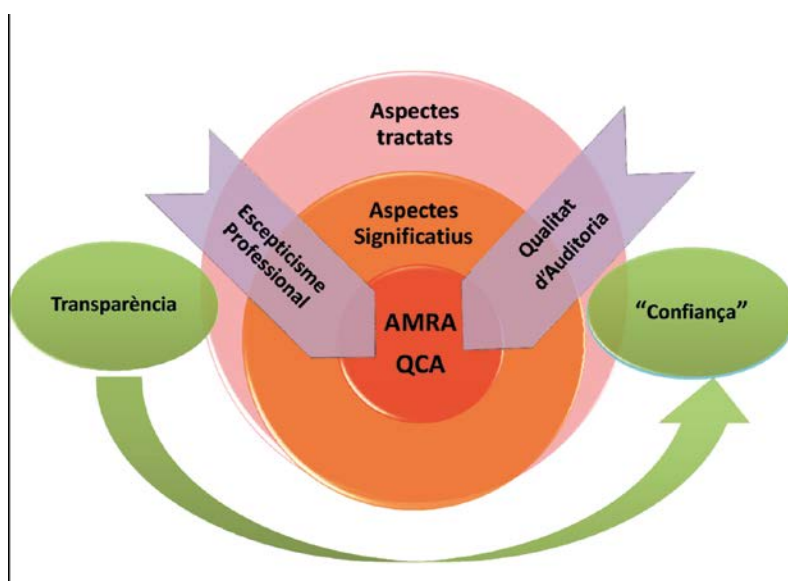 Aspectes
tractats
Aspectes
Significatius
Escepticisme
Professional
Qualitat
d'Auditoria
Transparència
AMRA
QCA
“Confiança”